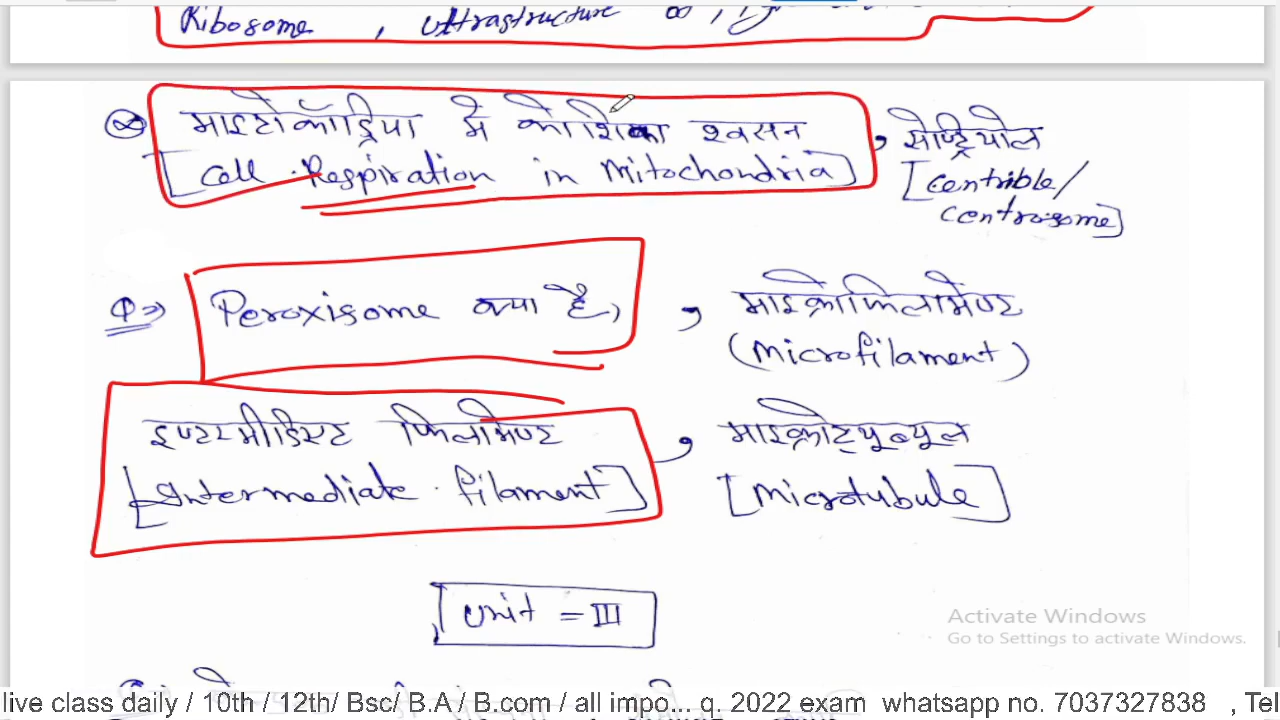 Ribosome , Ultrastructure
माइटोकॉंड्रिया में कोशिका श्वसन , सेण्ट्रियोल
[Cell Respiration in Mitochondria] [Centrible/
Centrosome]
Q⇒ Peroxisome क्या है, , माइक्रोफिलामेण्ट
(Microfilament)
इण्टरमीडिएट फिलामेण्ट , माइक्रोट्यूब्यूल
[Intermediate filament] [Microtubule]
Unit = III
Activate Windows
Go to Settings to activate Windows.
live class daily / 10th / 12th/ Bsc/ B.A / B.com / all impo... q. 2022 exam whatsapp no. 7037327838 , Tel